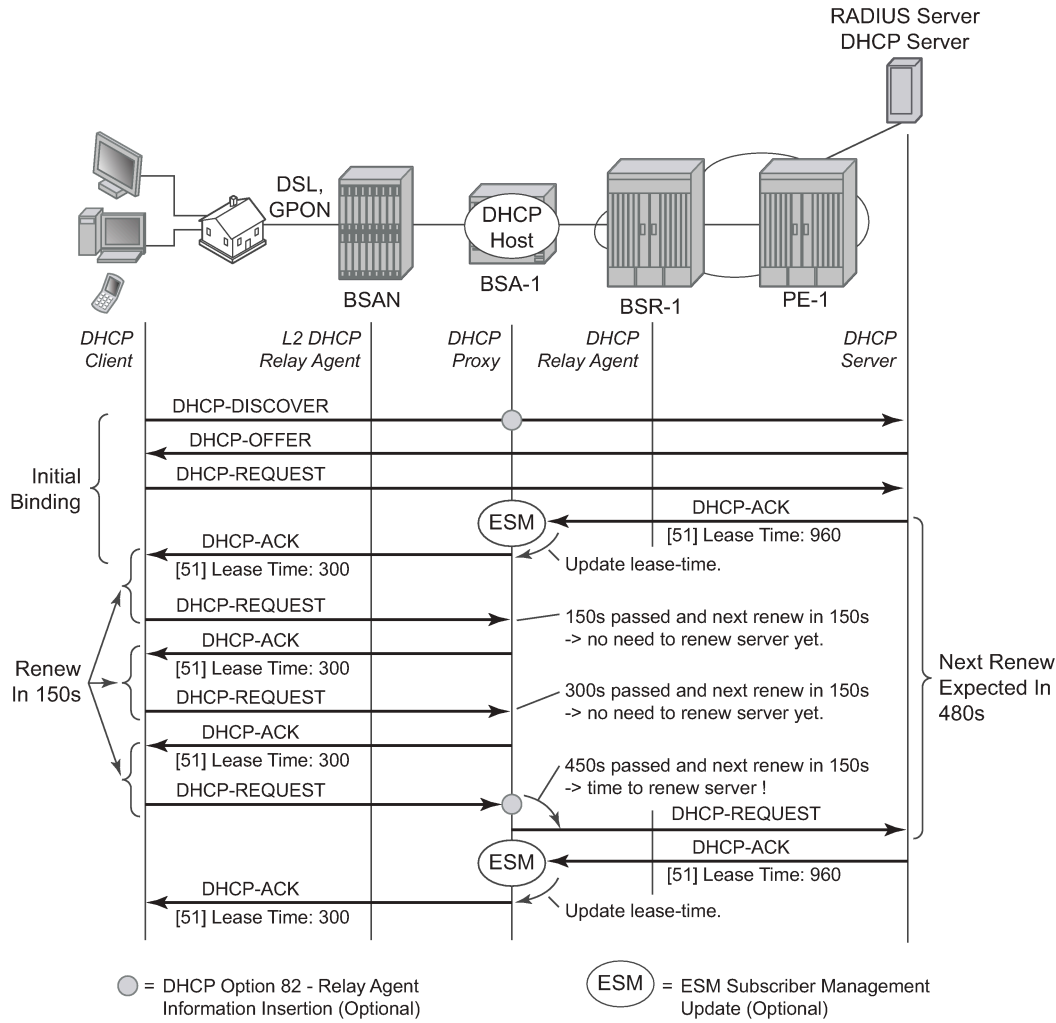 RADIUS Server
DHCP Server
DSL,
GPON
DHCP
Host
BSAN
BSA-1
BSR-1
PE-1
DHCP
Client
L2 DHCP
Relay Agent
DHCP
Proxy
DHCP
Relay Agent
DHCP
Server
Initial
Binding
DHCP-DISCOVER
DHCP-OFFER
DHCP-REQUEST
ESM
DHCP-ACK
[51] Lease Time: 960
DHCP-ACK
[51] Lease Time: 300
Update lease-time.
DHCP-REQUEST
150s passed and next renew in 150s
-> no need to renew server yet.
DHCP-ACK
[51] Lease Time: 300
Renew
In 150s
DHCP-REQUEST
300s passed and next renew in 150s
-> no need to renew server yet.
Next Renew
Expected In
480s
DHCP-ACK
[51] Lease Time: 300
DHCP-REQUEST
450s passed and next renew in 150s
-> time to renew server !
DHCP-REQUEST
ESM
DHCP-ACK
[51] Lease Time: 960
DHCP-ACK
[51] Lease Time: 300
Update lease-time.
= DHCP Option 82 - Relay Agent
Information Insertion (Optional)
ESM
= ESM Subscriber Management
Update (Optional)